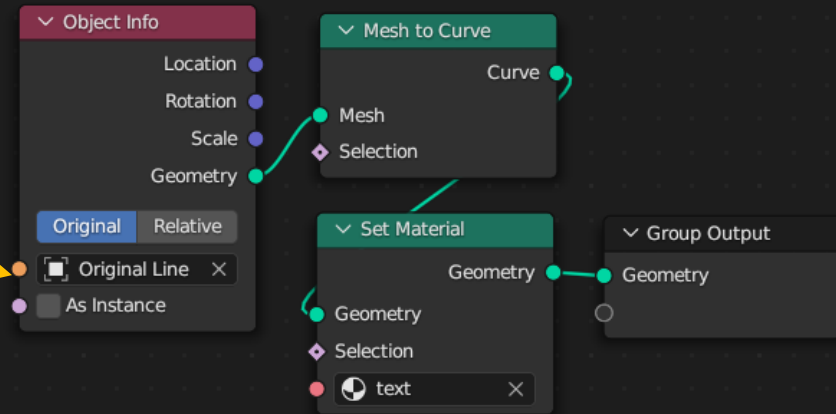 Object Info
Location
Rotation
Scale
Geometry
Original Relative
Original Line
As Instance
Mesh to Curve
Curve
Mesh
Selection
Set Material
Geometry
Geometry
Selection
text
Group Output
Geometry